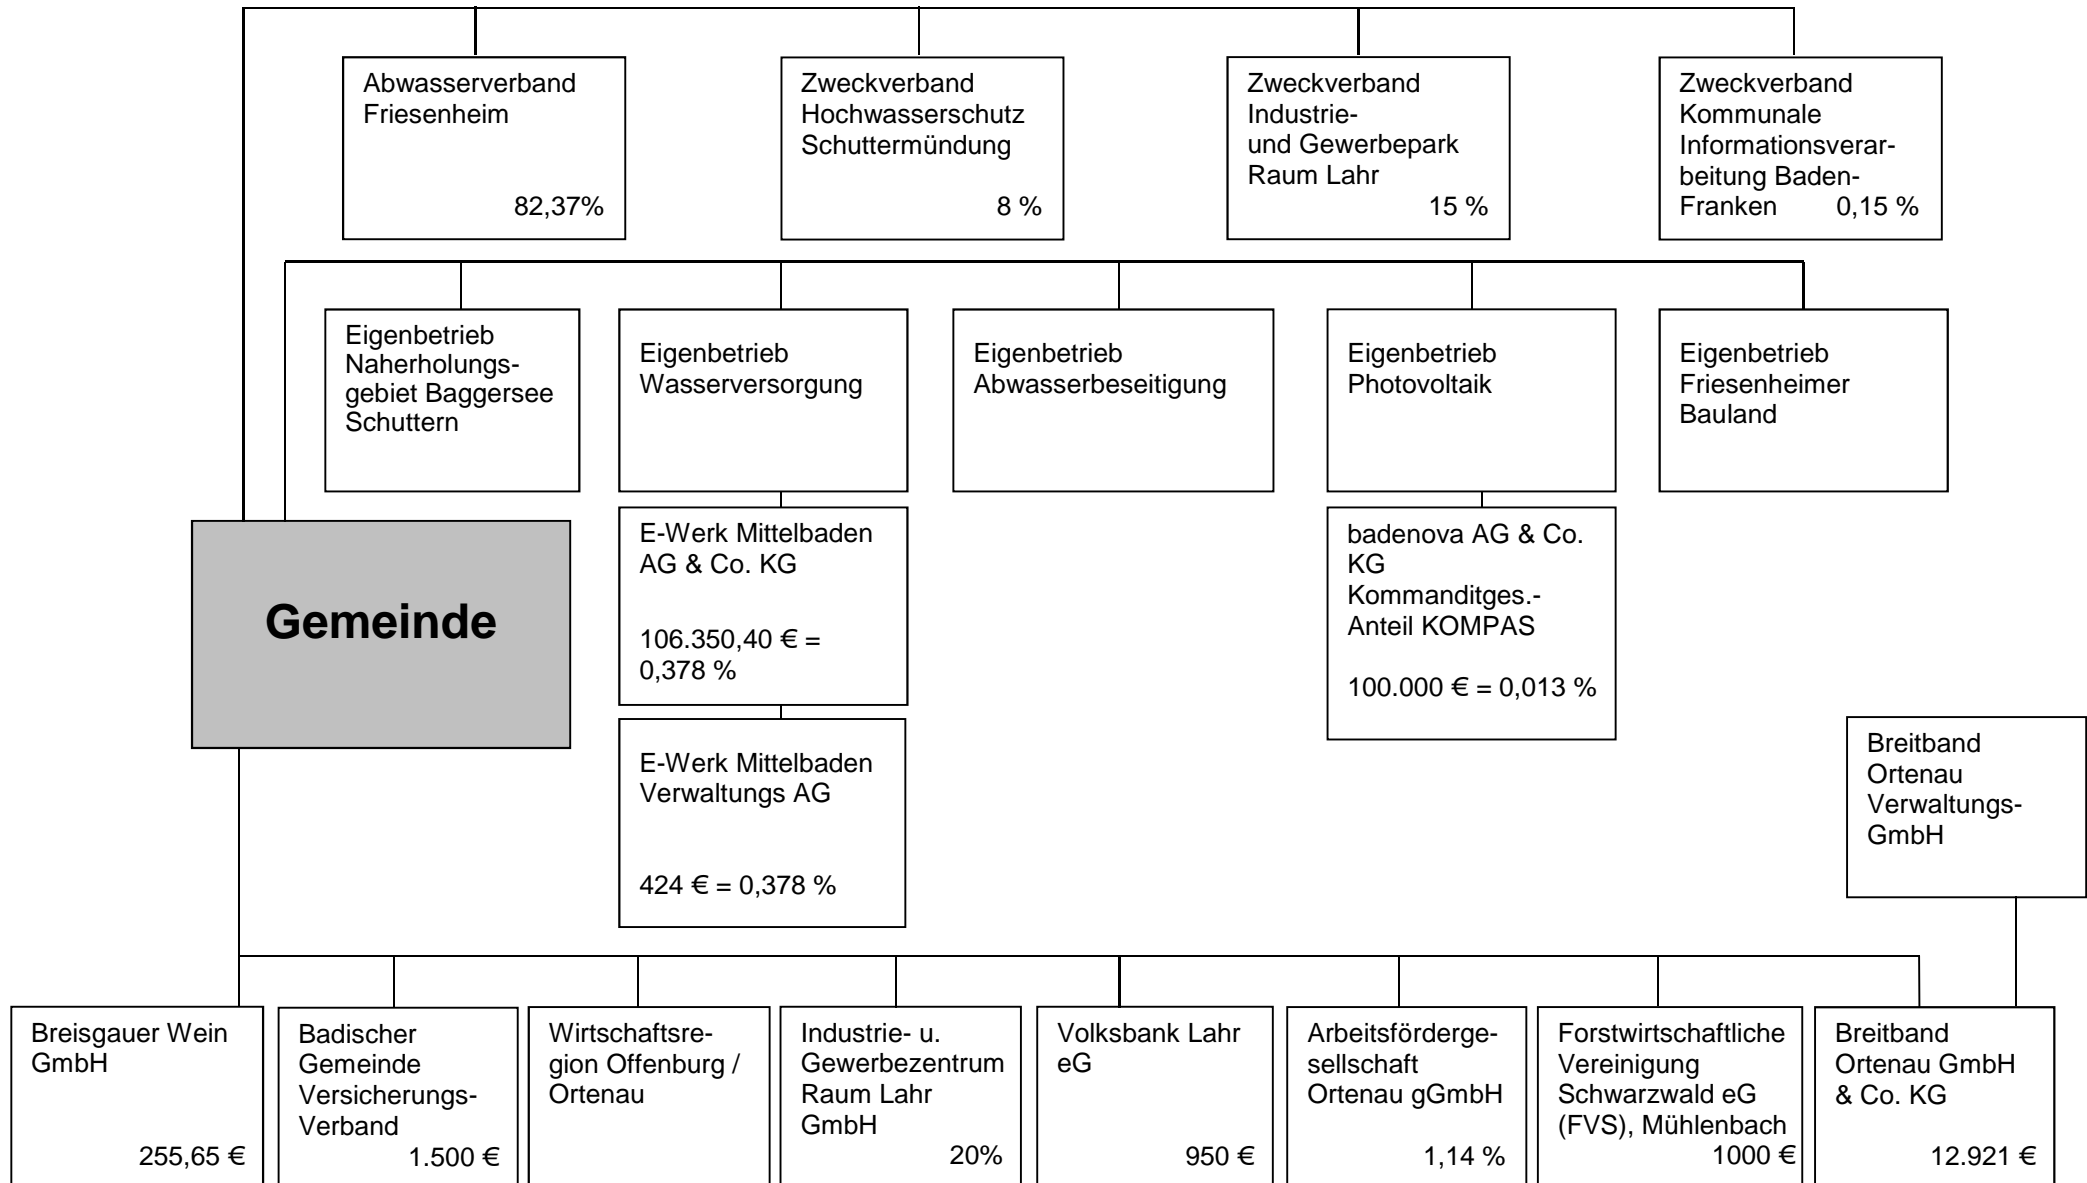 Abwasserverband
Friesenheim
82,37%
Zweckverband
Hochwasserschutz
Schuttermündung
8 %
Zweckverband
Industrie-
und Gewerbepark
Raum Lahr
15 %
Zweckverband
Kommunale
Informationsverar-
beitung Baden-
Franken 0,15 %
Eigenbetrieb
Naherholungs-
gebiet Baggersee
Schuttern
Eigenbetrieb
Wasserversorgung
Eigenbetrieb
Abwasserbeseitigung
Eigenbetrieb
Photovoltaik
Eigenbetrieb
Friesenheimer
Bauland
Gemeinde
E-Werk Mittelbaden
AG & Co. KG
106.350,40 € =
0,378 %
badenova AG & Co.
KG
Kommanditges.-
Anteil KOMPAS
100.000 € = 0,013 %
E-Werk Mittelbaden
Verwaltungs AG
424 € = 0,378 %
Breitband
Ortenau
Verwaltungs-
GmbH
Breisgauer Wein
GmbH
255,65 €
Badischer
Gemeinde
Versicherungs-
Verband
1.500 €
Wirtschaftsre-
gion Offenburg /
Ortenau
Industrie- u.
Gewerbezentrum
Raum Lahr
GmbH
20%
Volksbank Lahr
eG
950 €
Arbeitsförderge-
sellschaft
Ortenau gGmbH
1,14 %
Forstwirtschaftliche
Vereinigung
Schwarzwald eG
(FVS), Mühlenbach
1000 €
Breitband
Ortenau GmbH
& Co. KG
12.921 €